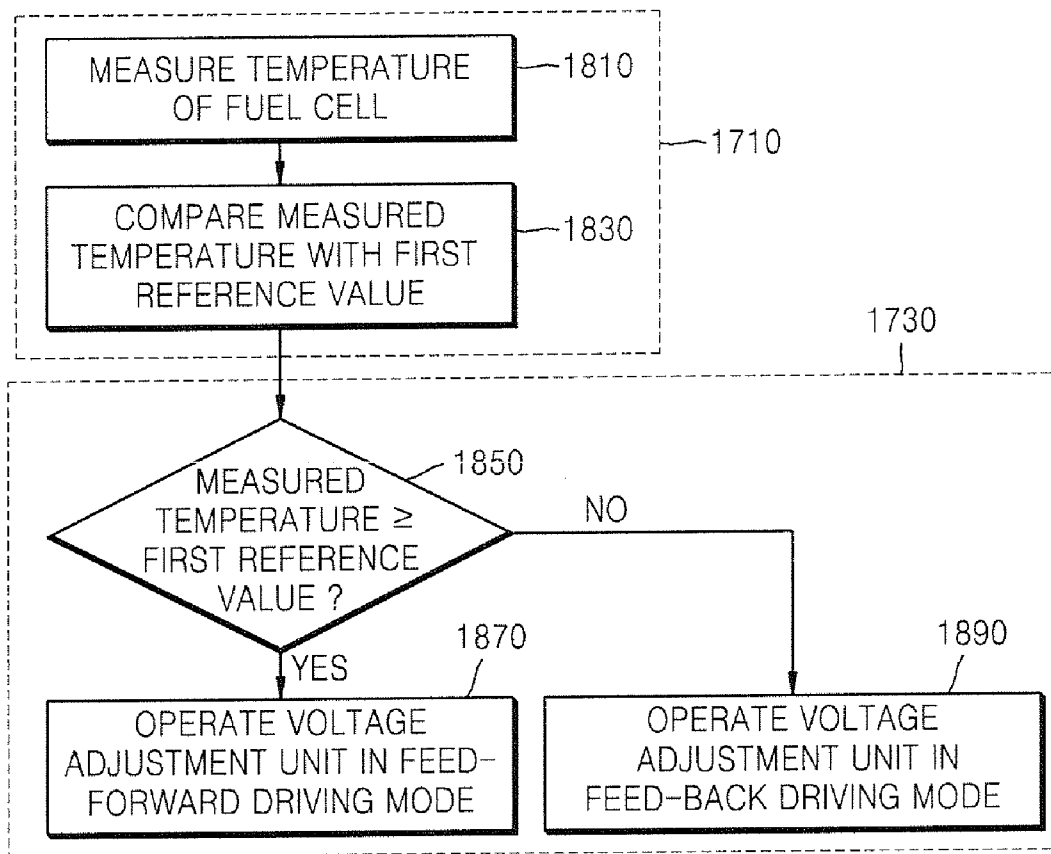 MEASURE TEMPERATURE
OF FUEL CELL
1810
1710
COMPARE MEASURED
TEMPERATURE WITH FIRST
REFERENCE VALUE
1830
1730
MEASURED
TEMPERATURE ≥
FIRST REFERENCE
VALUE ?
1850
NO
YES
1870
OPERATE VOLTAGE
ADJUSTMENT UNIT IN FEED-
FORWARD DRIVING MODE
1890
OPERATE VOLTAGE
ADJUSTMENT UNIT IN
FEED-BACK DRIVING MODE